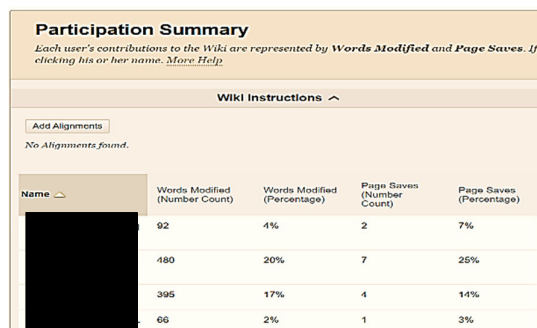 Participation Summary
Each user's contributions to the Wiki are represented by Words Modified and Page Saves. If
clicking his or her name. More Help
Wiki Instructions
Add Alignments
No Alignments found.
Name Words Modified (Number Count) Words Modified (Percentage) Page Saves (Number Count) Page Saves (Percentage)
92 4% 2 7%
480 20% 7 25%
395 17% 4 14%
66 2% 1 3%